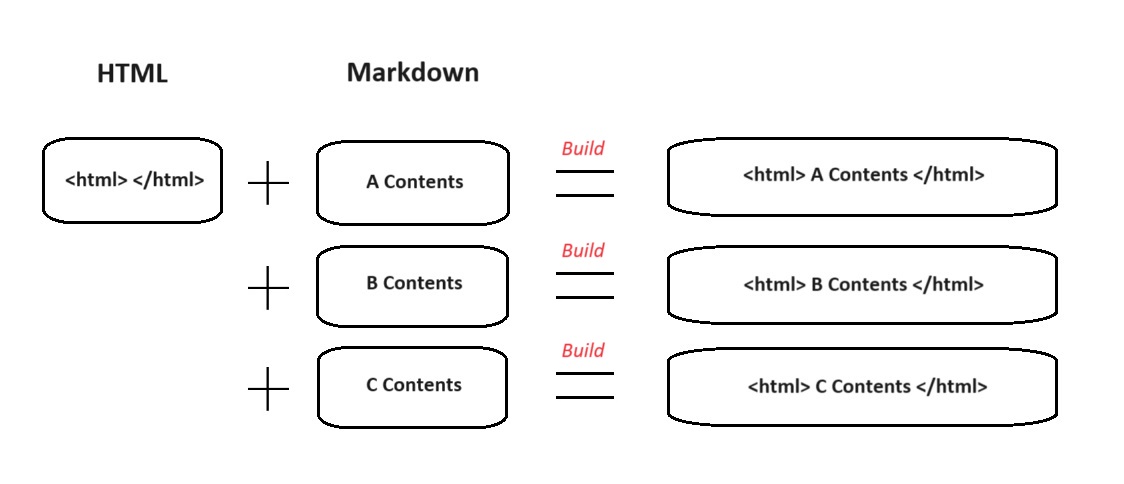 HTML
Markdown
<html> </html>
A Contents
Build
<html> A Contents </html>
B Contents
Build
<html> B Contents </html>
C Contents
Build
<html> C Contents </html>